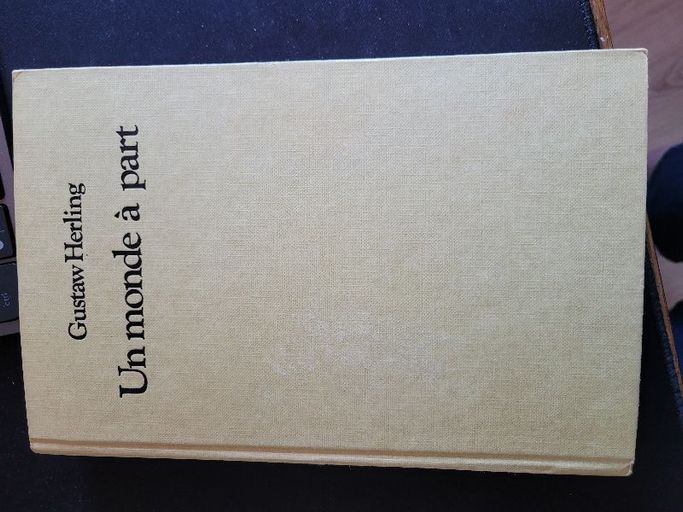 Gustaw Herling
Un monde à part